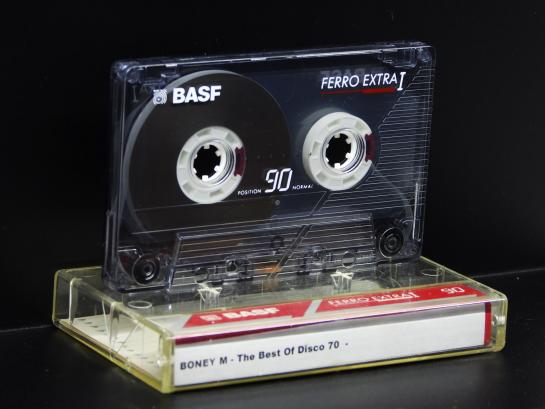 BASF
FERRO EXTRA I
POSITION 90 NORMAL
BASF
FERRO EXTRA I
90
BONEY M - The Best Of Disco 70 -